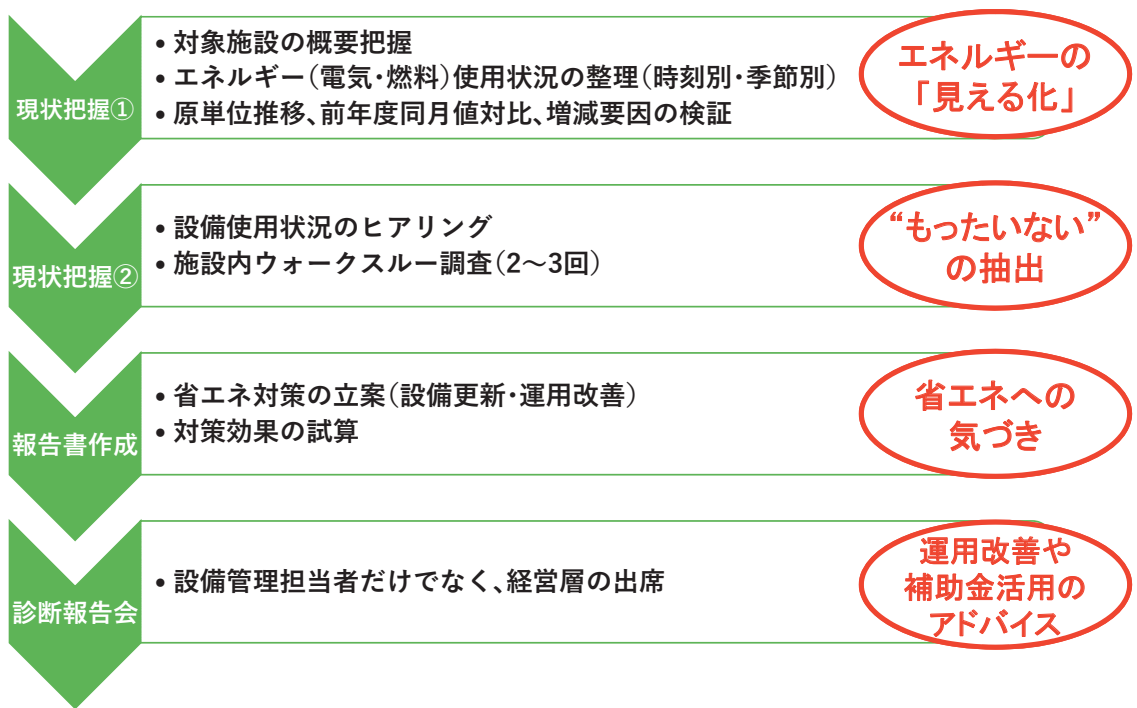 現状把握①
• 対象施設の概要把握
• エネルギー(電気・燃料)使用状況の整理(時刻別・季節別)
• 原単位推移、前年度同月値対比、増減要因の検証
エネルギーの
「見える化」
現状把握②
• 設備使用状況のヒアリング
• 施設内ウォークスルー調査(2～3回)
“もったいない”
の抽出
報告書作成
• 省エネ対策の立案(設備更新・運用改善)
• 対策効果の試算
省エネへの
気づき
診断報告会
• 設備管理担当者だけでなく、経営層の出席
運用改善や
補助金活用の
アドバイス